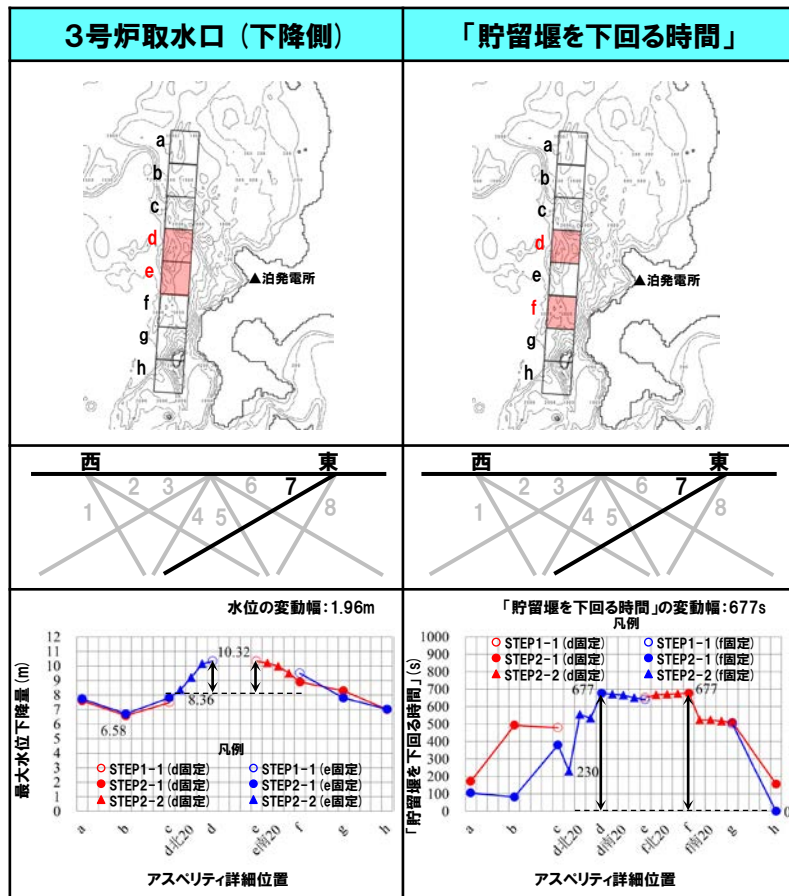 3号炉取水口（下降側）
「貯留堰を下回る時間」
a
b
c
d
e
f
g
h
▲泊発電所
a
b
c
d
e
f
g
h
▲泊発電所
西 東
1 2 3 4 5 6 7 8
西 東
1 2 3 4 5 6 7 8
水位の変動幅：1.96m
最大水位下降量（m）
12
11
10
9
8
7
6
5
4
3
2
1
0
10.32
8.36
6.58
凡例
STEP1-1（d固定） STEP1-1（e固定）
STEP2-1（d固定） STEP2-1（e固定）
STEP2-2（d固定） STEP2-2（e固定）
a b c d-北20 d e e南20 f g h
アスペリティ詳細位置
「貯留堰を下回る時間」の変動幅：677s
凡例
STEP1-1（d固定） STEP1-1（f固定）
STEP2-1（d固定） STEP2-1（f固定）
STEP2-2（d固定） STEP2-2（f固定）
「貯留堰を下回る時間」（s）
1000
900
800
700
600
500
400
300
200
100
0
677 677
230
0
a b c d-北20 d d南20 e f北20 f f南20 g h
アスペリティ詳細位置